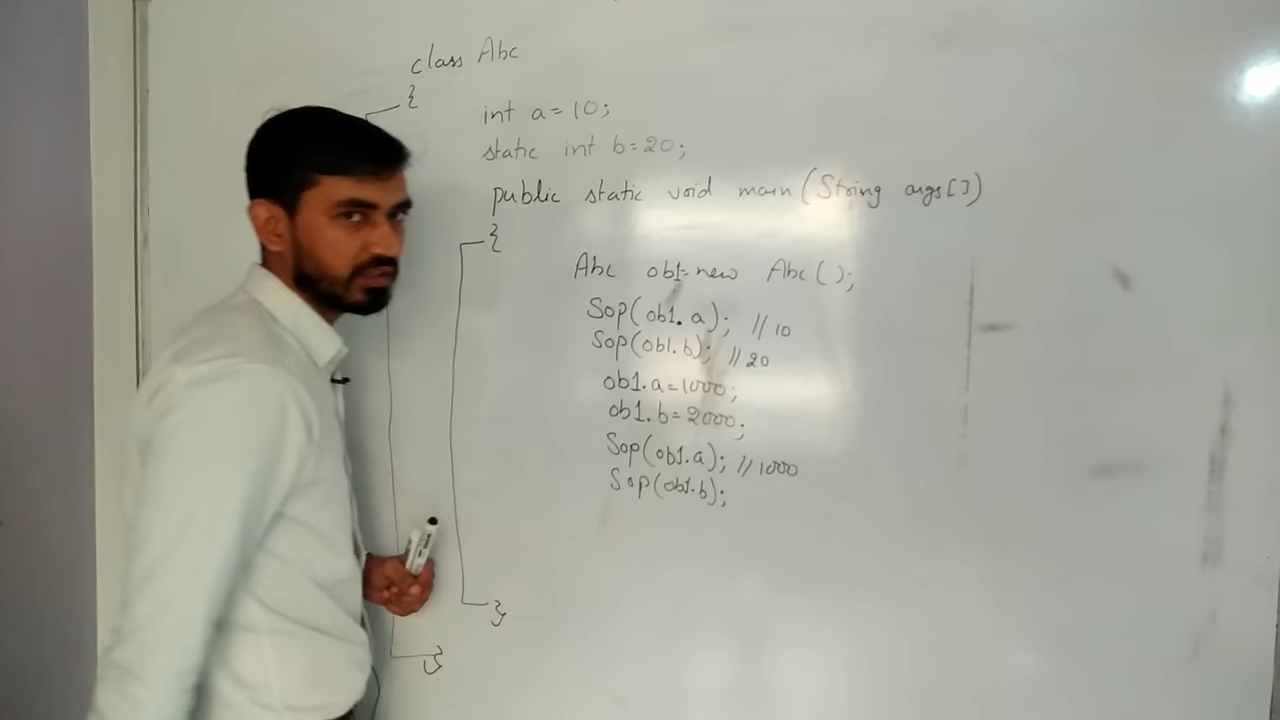 class Abc
{
int a=10;
static int b=20;
public static void main(String args[])
{
Abc ob1=new Abc();
Sop(ob1.a); //10
Sop(ob1.b); //20
ob1.a=1000;
ob1.b=2000;
Sop(ob1.a); //1000
Sop(ob1.b);
}
}